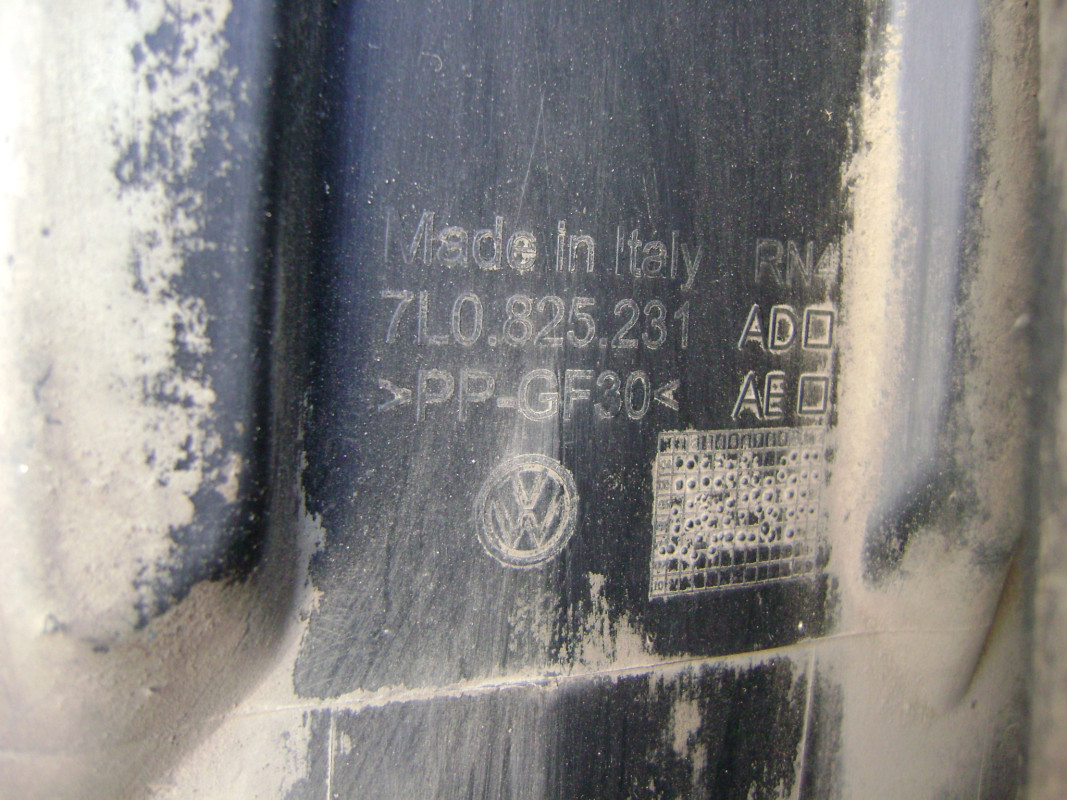 Made in Italy RN4
7L0.825.231 AD
>PP-GF30< AE